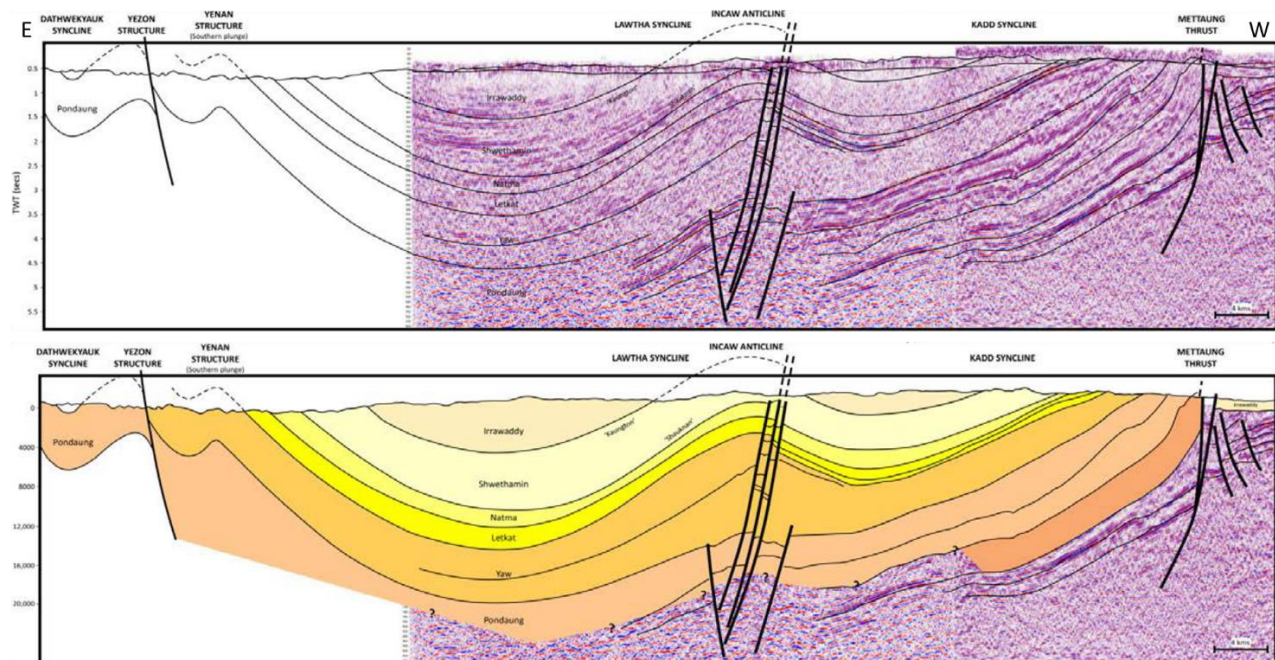 E
W
DATHWEKYAUK
SYNCLINE
YEZON
STRUCTURE
YENAN
STRUCTURE
(Southern plunge)
LAWTHA SYNCLINE
INCAW ANTICLINE
KADD SYNCLINE
METTAUNG
THRUST
TWT (secs)
0.5
1
1.5
2
2.5
3
3.5
4
4.5
5
5.5
Pondaung
Irrawaddy
Shwethamin
Natma
Letkat
Yaw
Pondaung
4 kms
DATHWEKYAUK
SYNCLINE
YEZON
STRUCTURE
YENAN
STRUCTURE
(Southern plunge)
LAWTHA SYNCLINE
INCAW ANTICLINE
KADD SYNCLINE
METTAUNG
THRUST
0
4000
8000
12,000
16,000
20,000
Pondaung
Irrawaddy
Irrawaddy
Shwethamin
Natma
Letkat
Yaw
Pondaung
?
?
?
?
?
?
4 kms